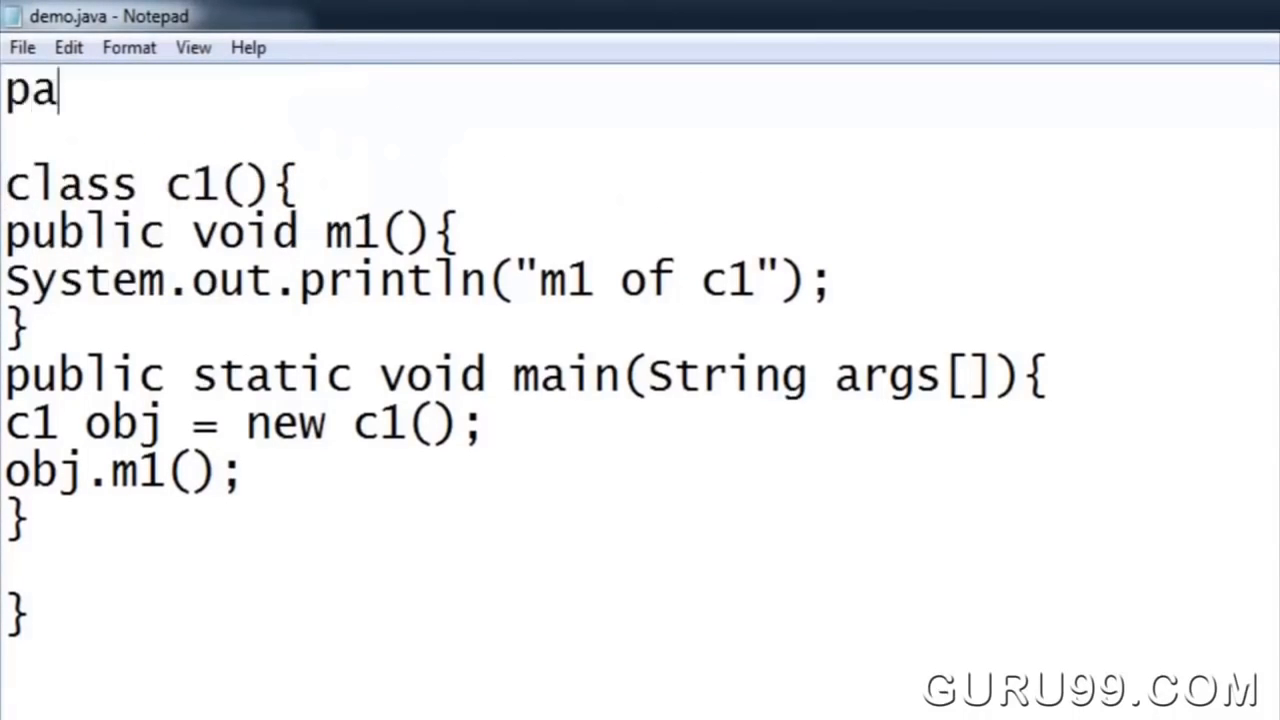 demo.java - Notepad
File Edit Format View Help
pa
class c1(){
public void m1(){
System.out.println("m1 of c1");
}
public static void main(String args[]){
c1 obj = new c1();
obj.m1();
}
}
GURU99.COM